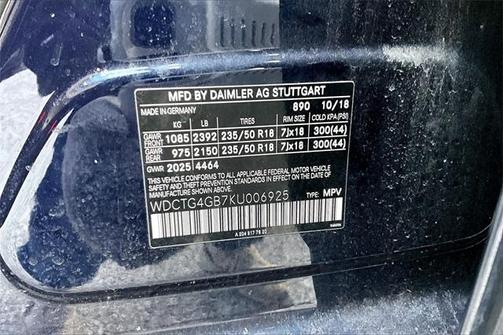 MFD BY DAIMLER AG STUTTGART
MADE IN GERMANY 890 10/18
KG LB TIRES RIM SIZE COLD KPA(PSI)
GAWR FRONT 1085 2392 235/50 R18 7Jx18 300(44)
GAWR REAR 975 2150 235/50 R18 7Jx18 300(44)
GVWR 2025 4464
THIS VEHICLE CONFORMS TO ALL APPLICABLE FEDERAL MOTOR VEHICLE
SAFETY, BUMPER, AND THEFT PREVENTION STANDARDS IN EFFECT ON THE DATE OF
MANUFACTURE SHOWN ABOVE.
WDCTG4GB7KU006925 TYPE: MPV